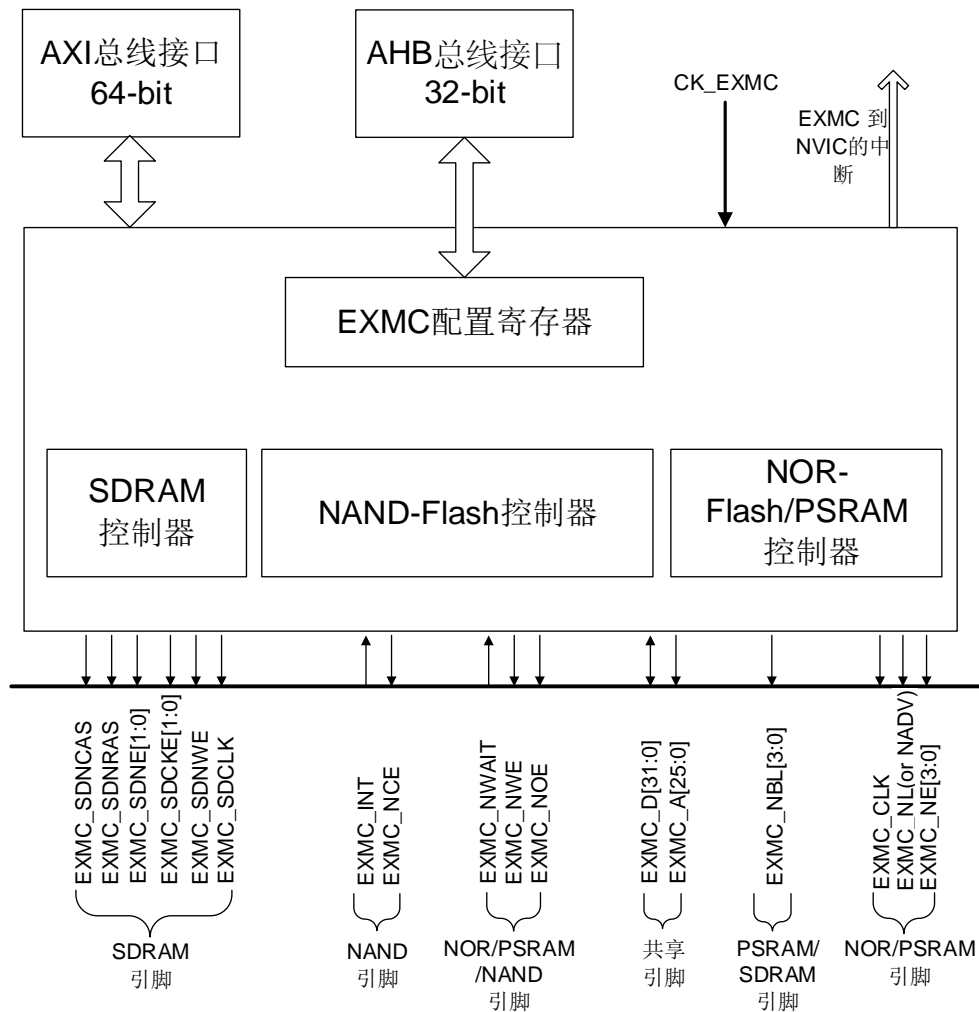 AXI总线接口
64-bit
AHB总线接口
32-bit
CK_EXMC
EXMC 到
NVIC的中
断
EXMC配置寄存器
SDRAM
控制器
NAND-Flash控制器
NOR-
Flash/PSRAM
控制器
EXMC_SDNCAS
EXMC_SDNRAS
EXMC_SDNE[1:0]
EXMC_SDCKE[1:0]
EXMC_SDNWE
EXMC_SDCLK
EXMC_INT
EXMC_NCE
EXMC_NWAIT
EXMC_NWE
EXMC_NOE
EXMC_D[31:0]
EXMC_A[25:0]
EXMC_NBL[3:0]
EXMC_CLK
EXMC_NL(or NADV)
EXMC_NE[3:0]
SDRAM
引脚
NAND
引脚
NOR/PSRAM
/NAND
引脚
共享
引脚
PSRAM/
SDRAM
引脚
NOR/PSRAM
引脚